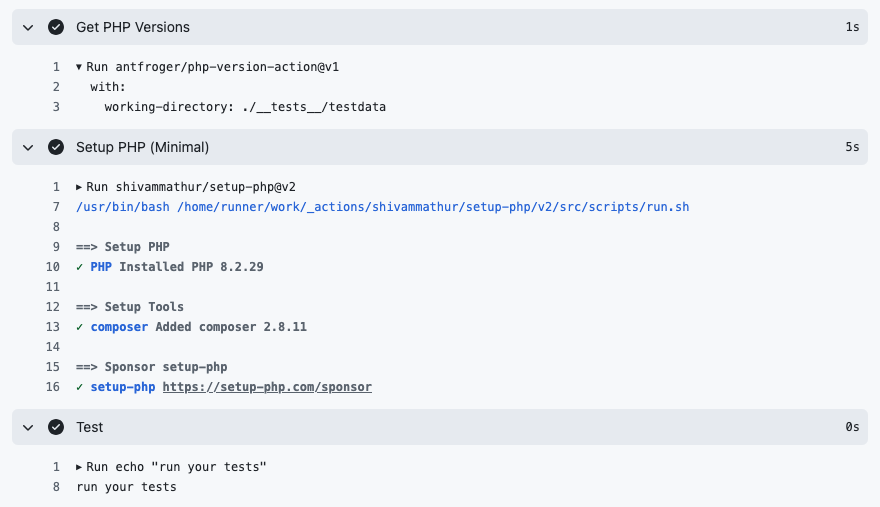 Get PHP Versions 1s
1 ▾ Run antfroger/php-version-action@v1
2 with:
3 working-directory: ./__tests__/testdata
Setup PHP (Minimal) 5s
1 ▸ Run shivammathur/setup-php@v2
7 /usr/bin/bash /home/runner/work/_actions/shivammathur/setup-php/v2/src/scripts/run.sh
8
9 ==> Setup PHP
10 ✓ PHP Installed PHP 8.2.29
11
12 ==> Setup Tools
13 ✓ composer Added composer 2.8.11
14
15 ==> Sponsor setup-php
16 ✓ setup-php https://setup-php.com/sponsor
Test 0s
1 ▸ Run echo "run your tests"
8 run your tests